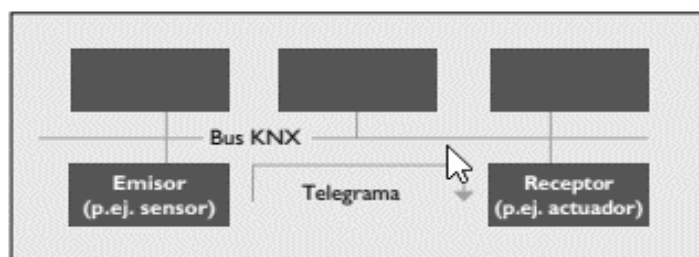 Bus KNX
Emisor
(p.ej. sensor)
Telegrama
Receptor
(p.ej. actuador)